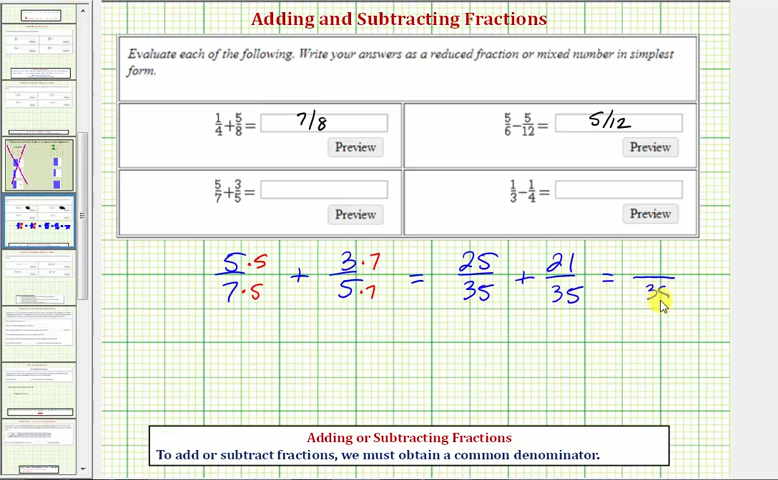 Adding and Subtracting Fractions
Evaluate each of the following. Write your answers as a reduced fraction or mixed number in simplest
form.
1/4 + 5/8 = 7/8
5/6 − 5/12 = 5/12
Preview
Preview
5/7 + 3/5 =
1/3 − 1/4 =
Preview
Preview
5·5/7·5 + 3·7/5·7 = 25/35 + 21/35 = /35
Adding or Subtracting Fractions
To add or subtract fractions, we must obtain a common denominator.